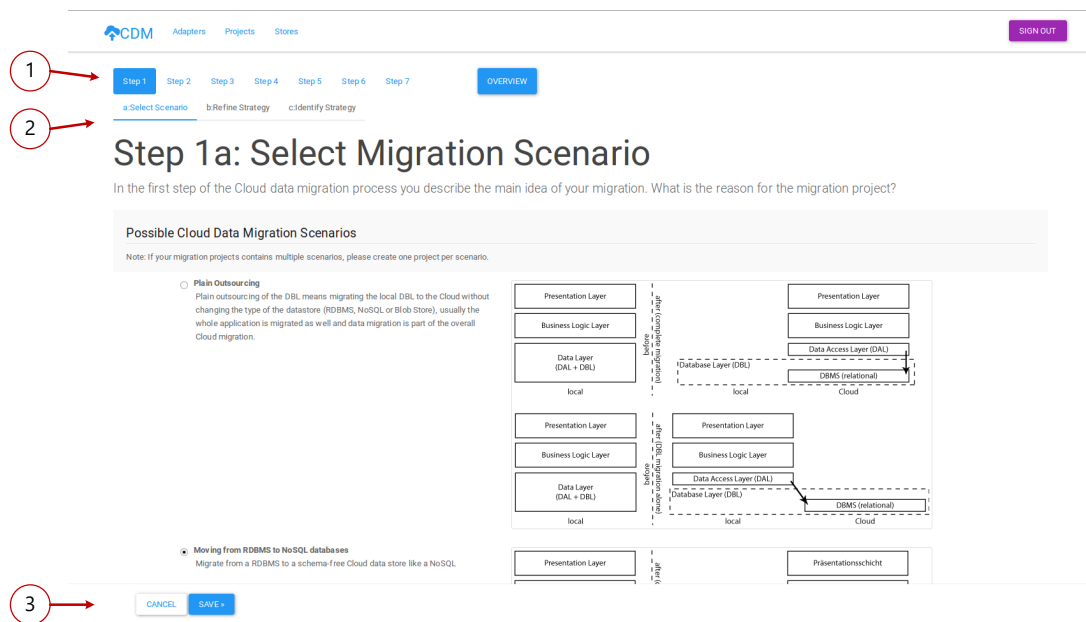 CDM Adapters Projects Stores SIGN OUT
1
Step 1 Step 2 Step 3 Step 4 Step 5 Step 6 Step 7 OVERVIEW
a:Select Scenario b:Refine Strategy c:Identify Strategy
2
Step 1a: Select Migration Scenario
In the first step of the Cloud data migration process you describe the main idea of your migration. What is the reason for the migration project?
Possible Cloud Data Migration Scenarios
Note: If your migration projects contains multiple scenarios, please create one project per scenario.
Plain Outsourcing
Plain outsourcing of the DBL means migrating the local DBL to the Cloud without
changing the type of the datastore (RDBMS, NoSQL or Blob Store), usually the
whole application is migrated as well and data migration is part of the overall
Cloud migration.
Presentation Layer
Business Logic Layer
Data Layer
(DAL + DBL)
local
before
after (complete migration)
Presentation Layer
Business Logic Layer
Data Access Layer (DAL)
Database Layer (DBL)
DBMS (relational)
local Cloud
Presentation Layer
Business Logic Layer
Data Layer
(DAL + DBL)
local
before
after (DBL migration alone)
Presentation Layer
Business Logic Layer
Data Access Layer (DAL)
Database Layer (DBL)
DBMS (relational)
local Cloud
Moving from RDBMS to NoSQL databases
Migrate from a RDBMS to a schema-free Cloud data store like a NoSQL
Presentation Layer
Präsentationsschicht
3
CANCEL SAVE »